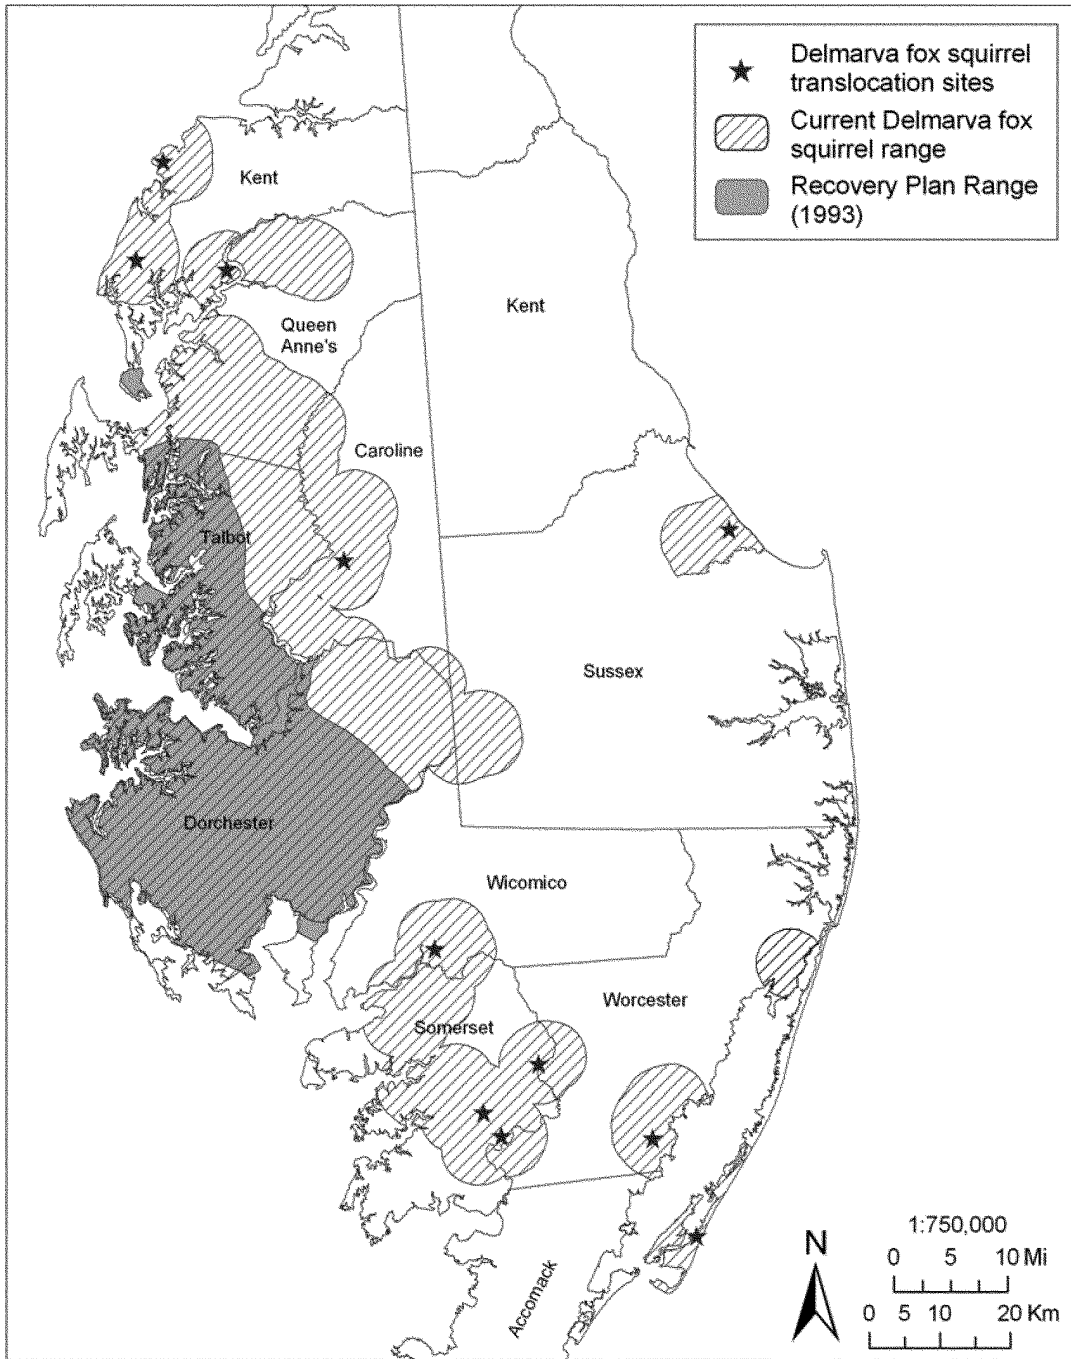 Delmarva fox squirrel
translocation sites
Current Delmarva fox
squirrel range
Recovery Plan Range
(1993)
Kent
Kent
Queen
Anne's
Caroline
Talbot
Sussex
Dorchester
Wicomico
Worcester
Somerset
Accomack
N
1:750,000
0 5 10 Mi
0 5 10 20 Km